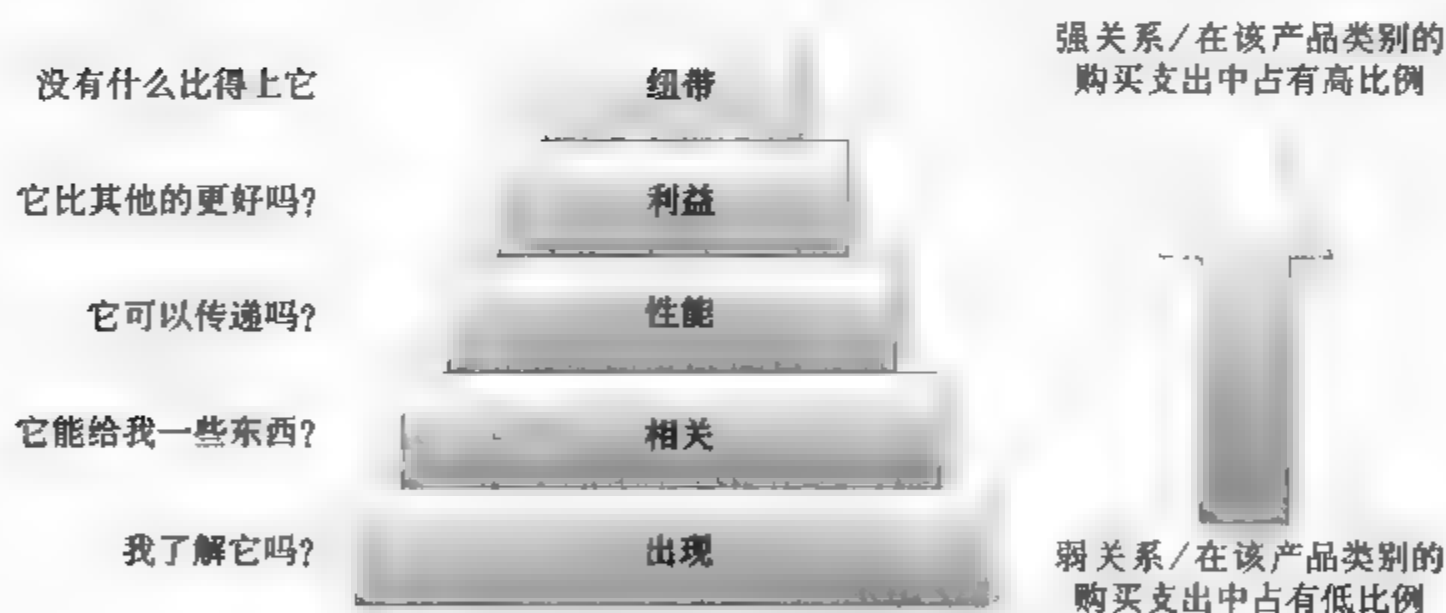 强关系/在该产品类别的
购买支出中占有高比例
没有什么比得上它
纽带
它比其他的更好吗?
利益
它可以传递吗?
性能
它能给我一些东西?
相关
我了解它吗?
出现
弱关系/在该产品类别的
购买支出中占有低比例